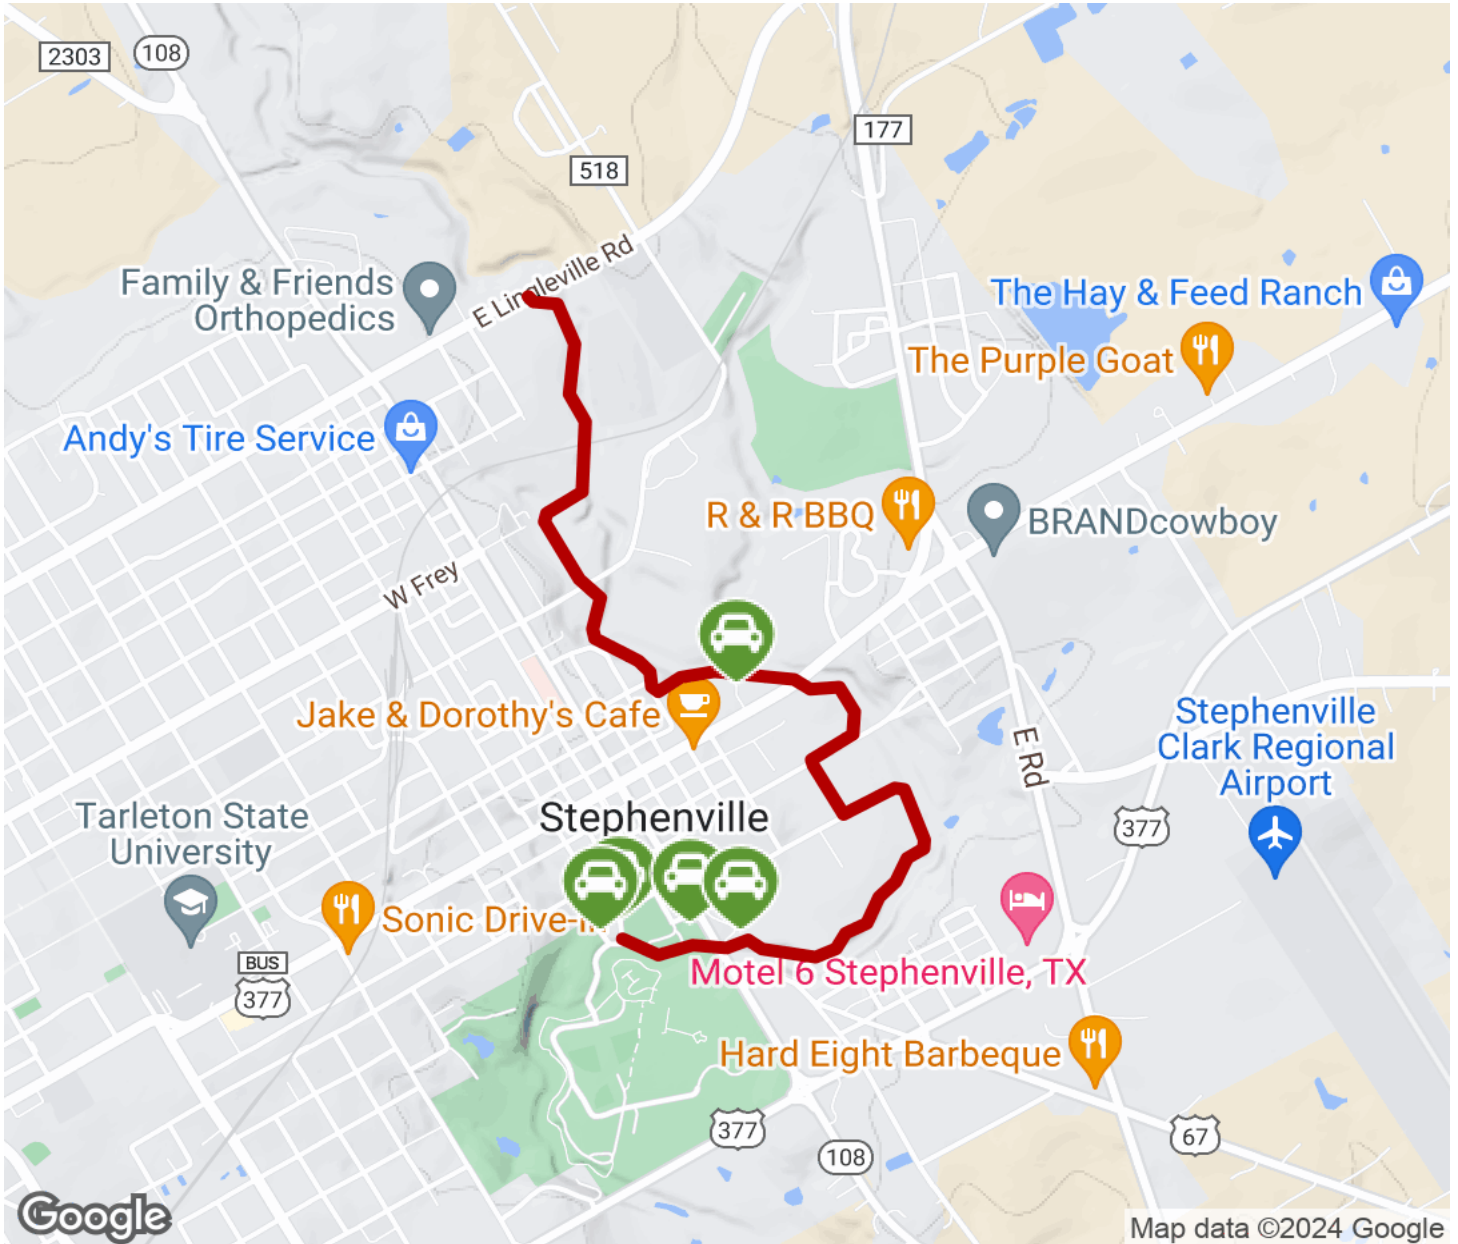 2303
108
177
518
E Lingleville Rd
Family & Friends
Orthopedics
The Hay & Feed Ranch
The Purple Goat
Andy's Tire Service
R & R BBQ
BRANDcowboy
W Frey
Jake & Dorothy's Cafe
Stephenville
Clark Regional
Airport
E Rd
Stephenville
Tarleton State
University
377
Sonic Drive-In
BUS
377
Motel 6 Stephenville, TX
H
Hard Eight Barbeque
377
67
108
Google
Map data ©2024 Google